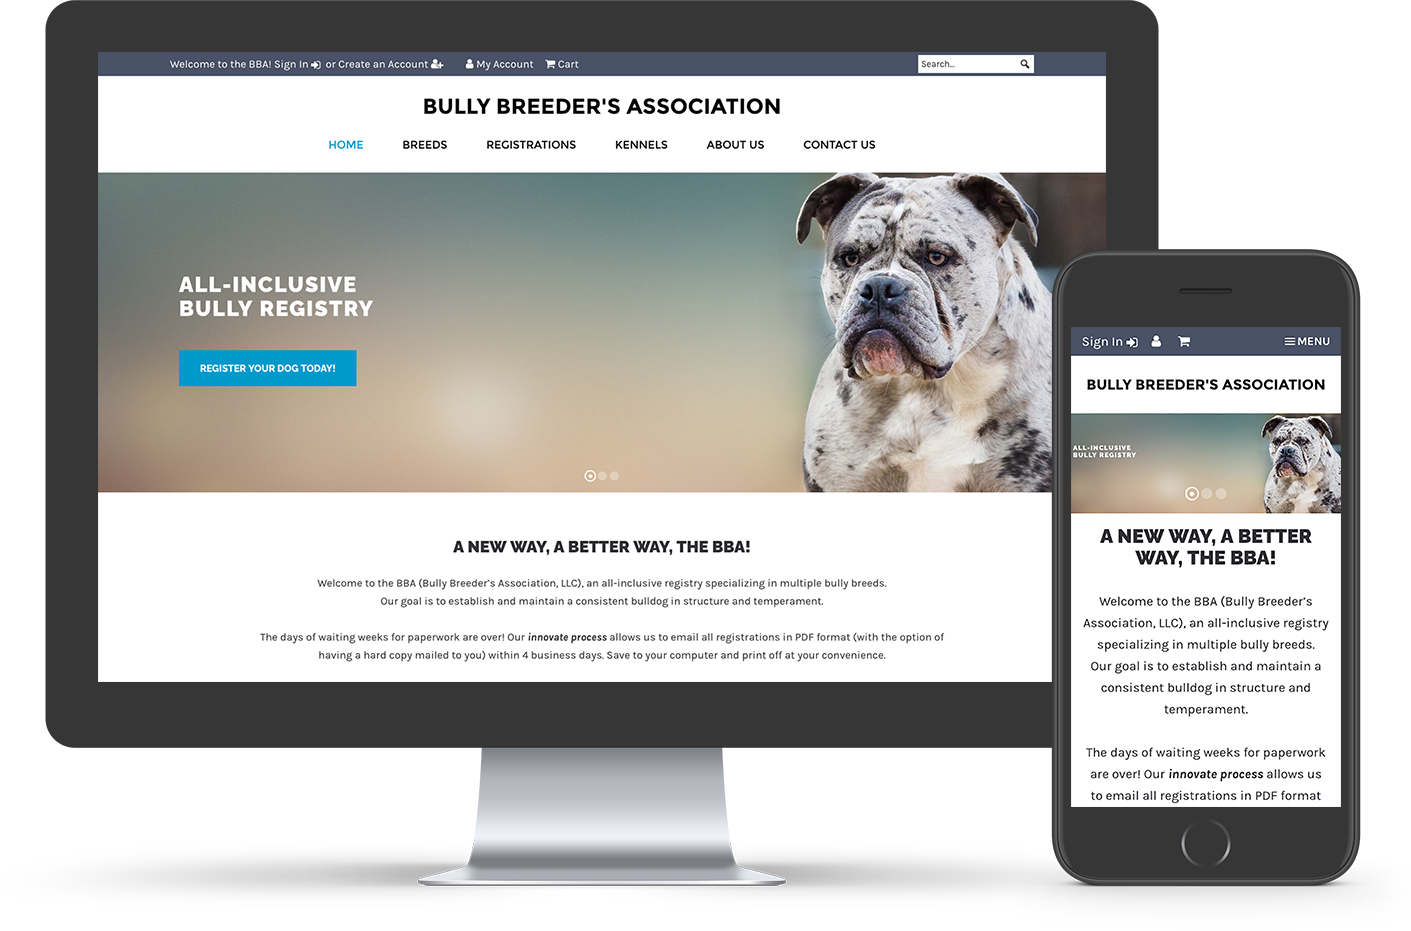 Welcome to the BBA! Sign In or Create an Account My Account Cart Search...
BULLY BREEDER'S ASSOCIATION
HOME BREEDS REGISTRATIONS KENNELS ABOUT US CONTACT US
ALL-INCLUSIVE
BULLY REGISTRY
REGISTER YOUR DOG TODAY!
A NEW WAY, A BETTER WAY, THE BBA!
Welcome to the BBA (Bully Breeder's Association, LLC), an all-inclusive registry specializing in multiple bully breeds.
Our goal is to establish and maintain a consistent bulldog in structure and temperament.
The days of waiting weeks for paperwork are over! Our innovate process allows us to email all registrations in PDF format (with the option of
having a hard copy mailed to you) within 4 business days. Save to your computer and print off at your convenience.
Sign In MENU
BULLY BREEDER'S ASSOCIATION
ALL-INCLUSIVE
BULLY REGISTRY
A NEW WAY, A BETTER
WAY, THE BBA!
Welcome to the BBA (Bully Breeder's
Association, LLC), an all-inclusive registry
specializing in multiple bully breeds.
Our goal is to establish and maintain a
consistent bulldog in structure and
temperament.
The days of waiting weeks for paperwork
are over! Our innovate process allows us
to email all registrations in PDF format